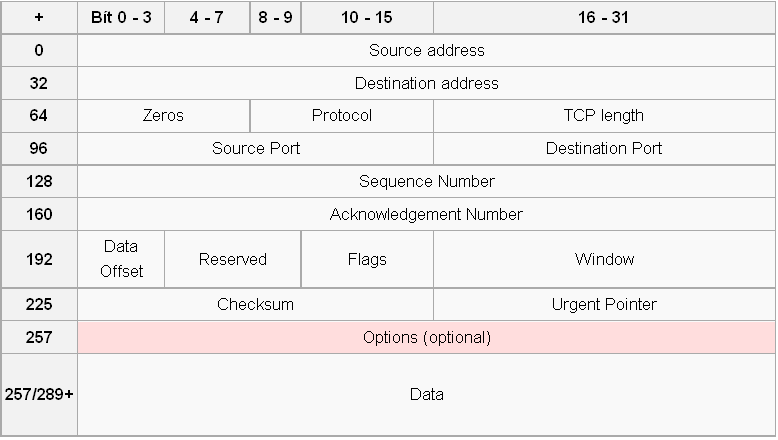 + Bít 0 - 3 4 - 7 8 - 9 10 - 15 16 - 31
0 Source address
32 Destination address
64 Zeros Protocol TCP length
96 Source Port Destination Port
128 Sequence Number
160 Acknowledgement Number
192 Data Offset Reserved Flags Window
225 Checksum Urgent Pointer
257 Options (optional)
257/289+ Data